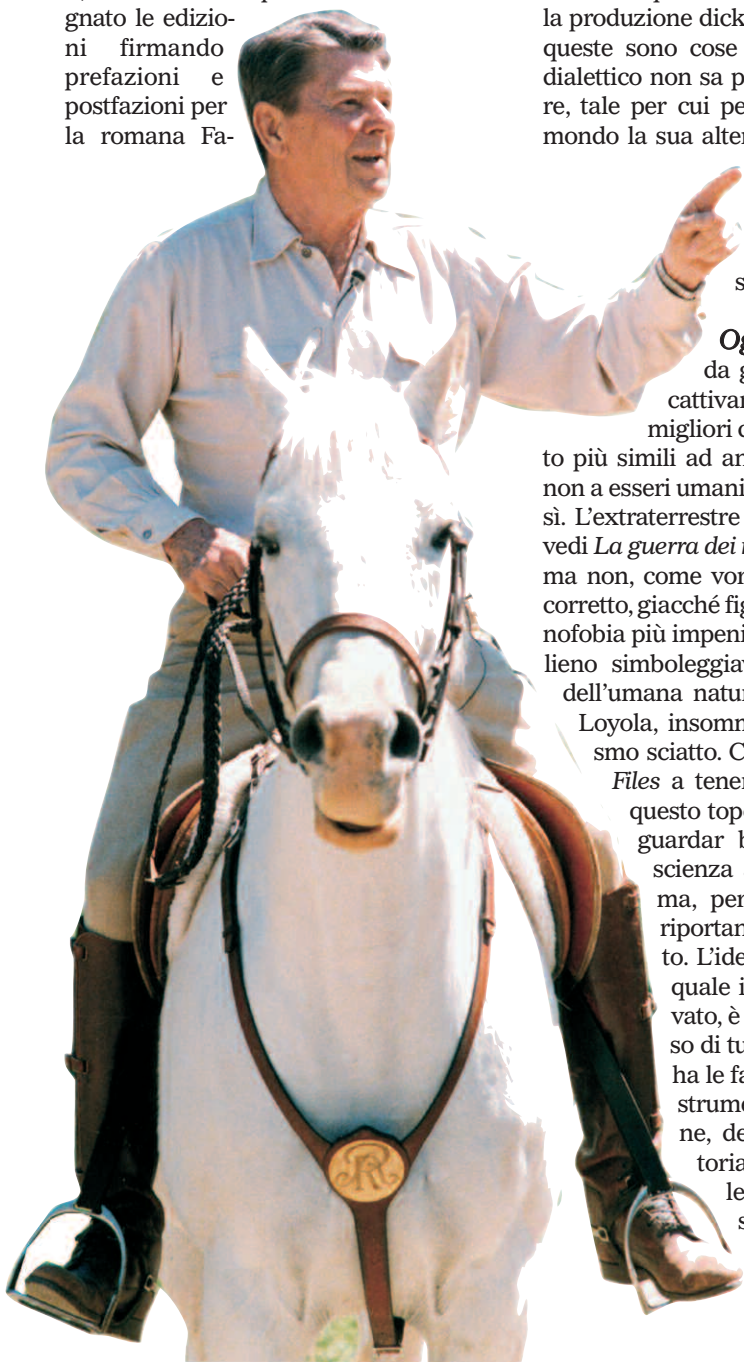 gnato le edizio-
ni firmando
prefazioni e
postfazioni per
la romana Fa-
la produzione dick
queste sono cose
dialettico non sa p
re, tale per cui pe
mondo la sua alter
s
Og
da g
cattivar
migliori c
to più simili ad an
non a esseri umani
sì. L'extraterrestre
vedi La guerra dei
ma non, come vor
corretto, giacché fig
nofobia più impeni
lieno simboleggiav
dell'umana natur
Loyola, insomm
smo sciatto. C
Files a tener
questo topo
guardar b
scienza
ma, per
riportan
to. L'ide
quale i
vato, è
so di tu
ha le fa
strume
ne, de
toria
le
s
RR